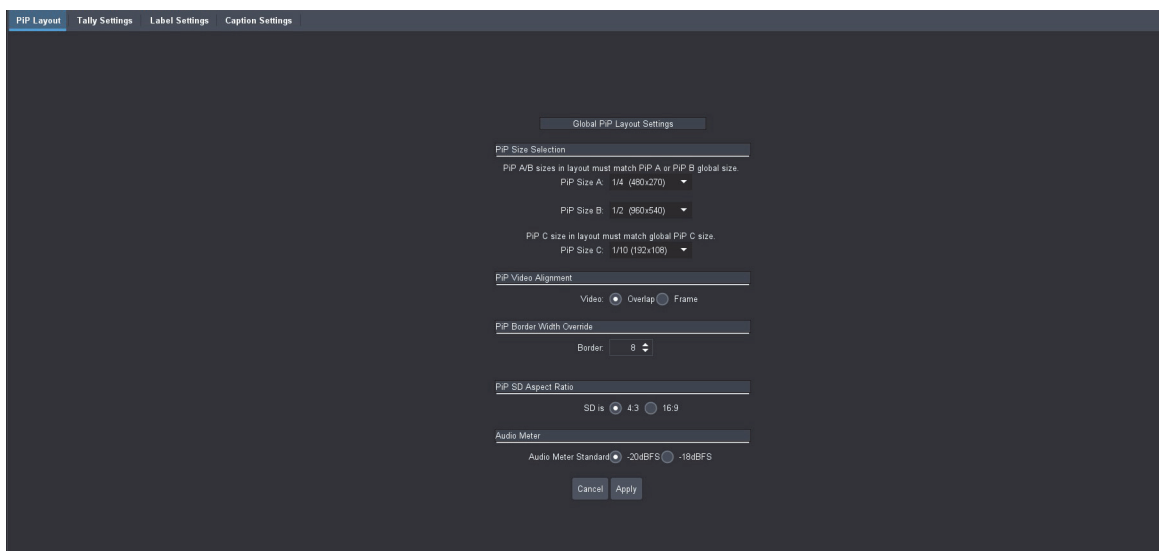 PiP Layout Tally Settings Label Settings Caption Settings
Global PiP Layout Settings
PiP Size Selection
PiP A/B sizes in layout must match PiP A or PiP B global size.
PiP Size A: 1/4 (480x270)
PiP Size B: 1/2 (960x540)
PiP C size in layout must match global PiP C size.
PiP Size C: 1/10 (192x108)
PiP Video Alignment
Video: Overlap Frame
PiP Border Width Override
Border: 8
PiP SD Aspect Ratio
SD is 4:3 16:9
Audio Meter
Audio Meter Standard -20dBFS -18dBFS
Cancel Apply